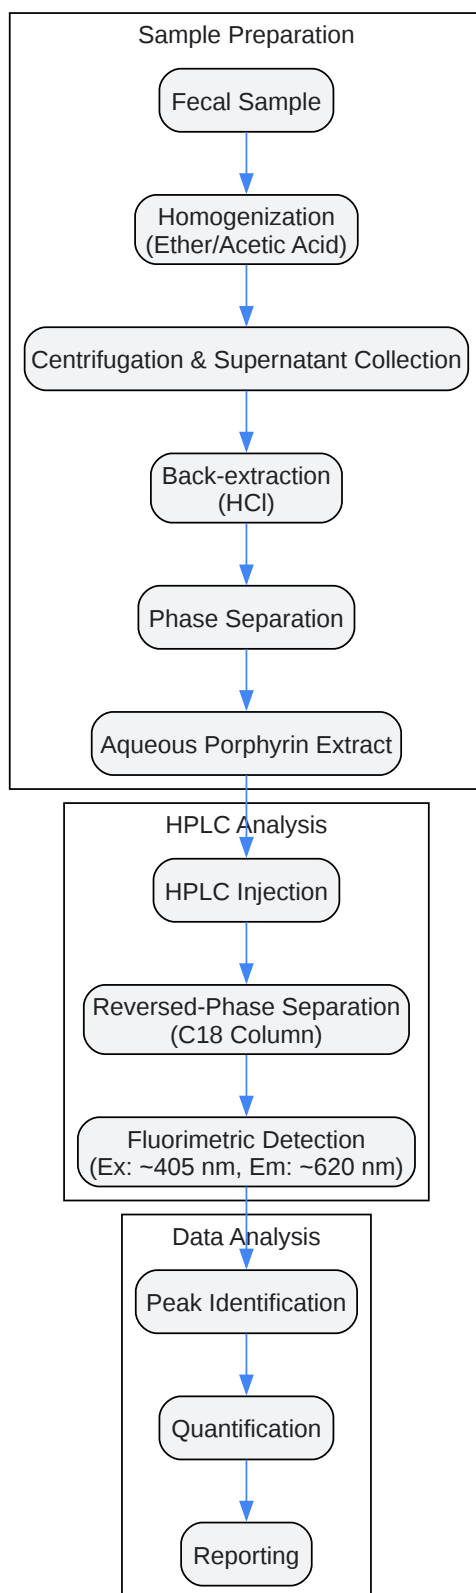 Sample Preparation
Fecal Sample
Homogenization
(Ether/Acetic Acid)
Centrifugation & Supernatant Collection
Back-extraction
(HCl)
Phase Separation
Aqueous Porphyrin Extract
HPLC Analysis
HPLC Injection
Reversed-Phase Separation
(C18 Column)
Fluorimetric Detection
(Ex: ~405 nm, Em: ~620 nm)
Data Analysis
Peak Identification
Quantification
Reporting